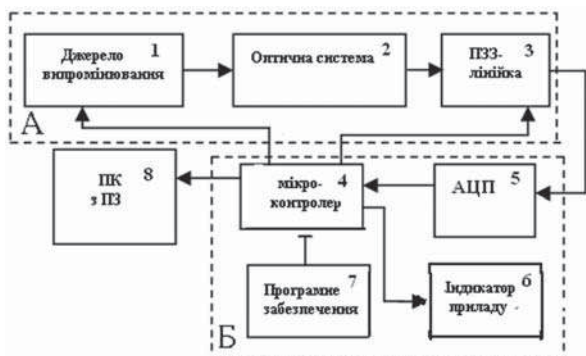 1
Джерело
випромінювання
2
Оптична система
3
ПЗЗ-
лінійка
А
8
ПК
з ПЗ
4
мікро-
контролер
5
АЦП
7
Програмне
забезпечення
6
Індикатор
приладу
Б